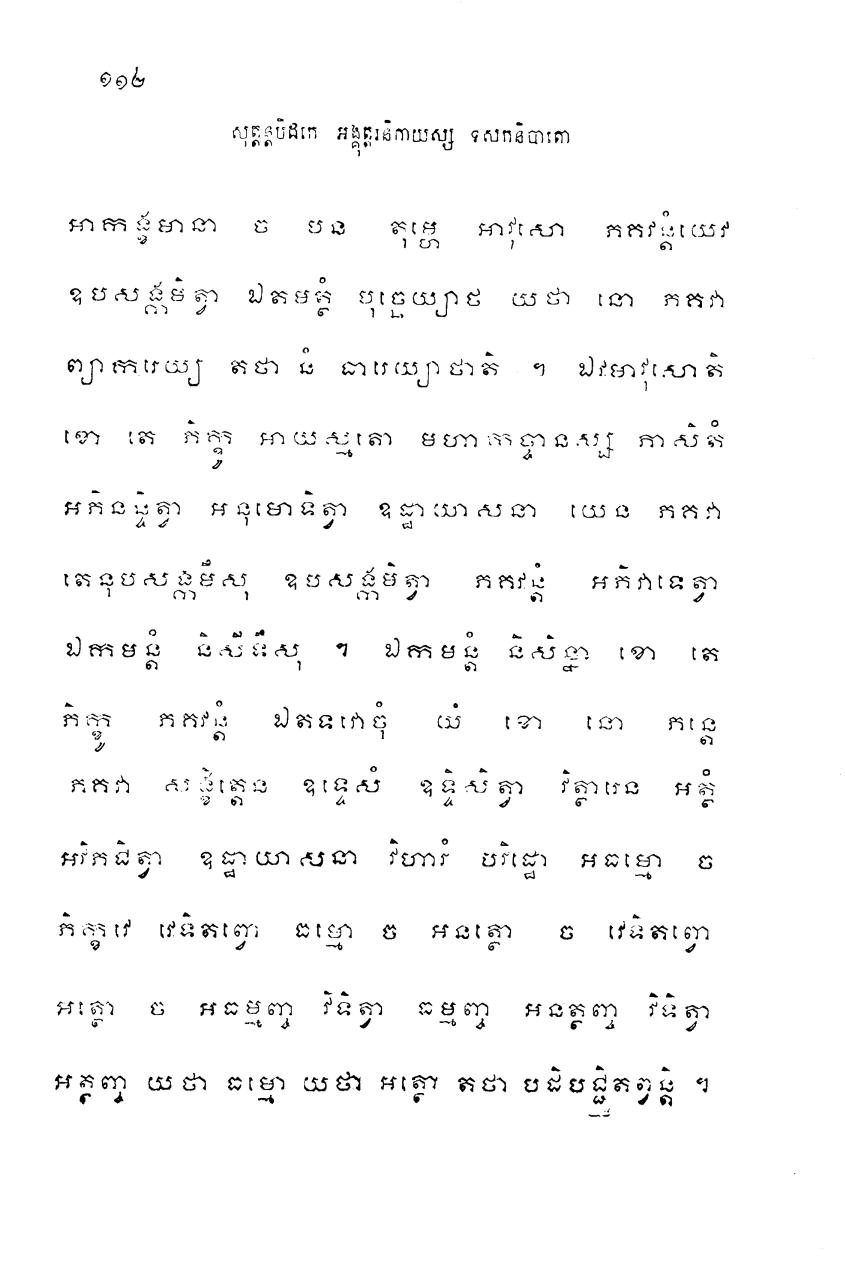 ១១២
សុត្តន្តបិដកេ អង្គុត្តរនិកាយស្ស ទសកនិបាតោ
អាកង្ខមានា ច បន តុម្ហេ អាវុសោ ភគវន្តំយេវ
ឧបសង្កមិត្វា ឯតមត្ថំ បុច្ឆេយ្យាថ យថា នោ ភគវា
ព្យាករេយ្យ តថា នំ ធារេយ្យាថាតិ ។ ឯវមាវុសោតិ
ខោ តេ ភិក្ខូ អាយស្មតោ មហាកច្ចានស្ស ភាសិតំ
អភិនន្ទិត្វា អនុមោទិត្វា ឧដ្ឋាយាសនា យេន ភគវា
តេនុបសង្កមឹសុ ឧបសង្កមិត្វា ភគវន្តំ អភិវាទេត្វា
ឯកមន្តំ និសីទឹសុ ។ ឯកមន្តំ និសិន្នា ខោ តេ
ភិក្ខូ ភគវន្តំ ឯតទវោចុំ យំ ខោ នោ ភន្តេ
ភគវា សង្ខិត្តេន ឧទ្ទេសំ ឧទ្ទិសិត្វា វិត្ថារេន អត្ថំ
អវិភជិត្វា ឧដ្ឋាយាសនា វិហារំ បវិដ្ឋោ អធម្មោ ច
ភិក្ខវេ វេទិតព្វោ ធម្មោ ច អនត្ថោ ច វេទិតព្វោ
អត្ថោ ច អធម្មញ្ច វិទិត្វា ធម្មញ្ច អនត្ថញ្ច វិទិត្វា
អត្ថញ្ច យថា ធម្មោ យថា អត្ថោ តថា បដិបជ្ជិតព្វន្តិ ។